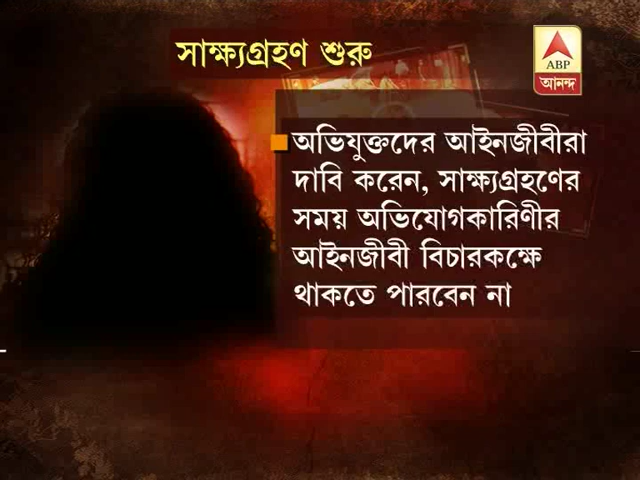 সাক্ষ্যগ্রহণ শুরু
ABP
আনন্দ
অভিযুক্তদের আইনজীবীরা
দাবি করেন, সাক্ষ্যগ্রহণের
সময় অভিযোগকারিণীর
আইনজীবী বিচারকক্ষে
থাকতে পারবেন না